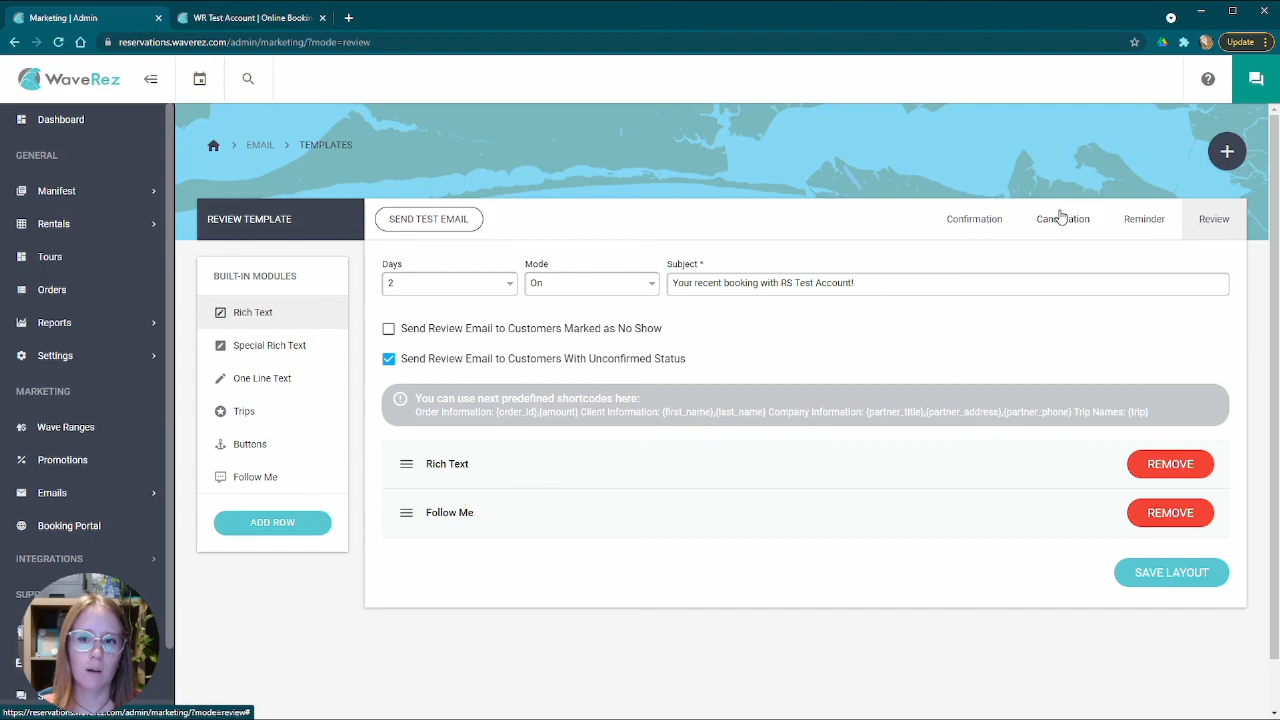 Marketing | Admin
WR Test Account | Online Bookin
reservations.waverez.com/admin/marketing/?mode=review
Update
WaveRez
Dashboard
GENERAL
Manifest
Rentals
Tours
Orders
Reports
Settings
MARKETING
Wave Ranges
Promotions
Emails
Booking Portal
INTEGRATIONS
SUPP
EMAIL
TEMPLATES
REVIEW TEMPLATE
SEND TEST EMAIL
Confirmation
Cancellation
Reminder
Review
BUILT-IN MODULES
Rich Text
Special Rich Text
One Line Text
Trips
Buttons
Follow Me
ADD ROW
Days
Mode
Subject *
2
On
Your recent booking with RS Test Account!
Send Review Email to Customers Marked as No Show
Send Review Email to Customers With Unconfirmed Status
You can use next predefined shortcodes here:
Order Information: {order_id},{amount} Client Information: {first_name},{last_name} Company Information: {partner_title},{partner_address},{partner_phone} Trip Names: {trip}
Rich Text
REMOVE
Follow Me
REMOVE
SAVE LAYOUT
https://reservations.waverez.com/admin/marketing/?mode=review#